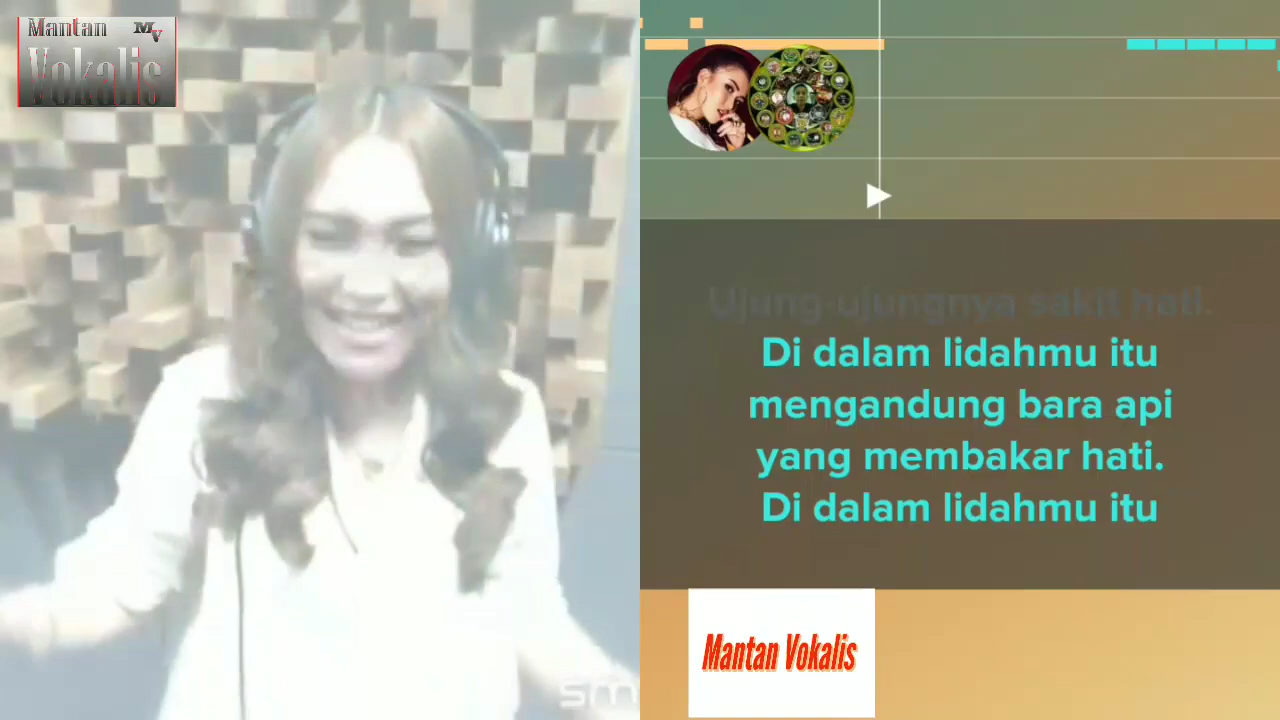 Mantan MV
Vokalis
Ujung-ujungnya sakit hati.
Di dalam lidahmu itu
mengandung bara api
yang membakar hati.
Di dalam lidahmu itu
Mantan Vokalis
sm